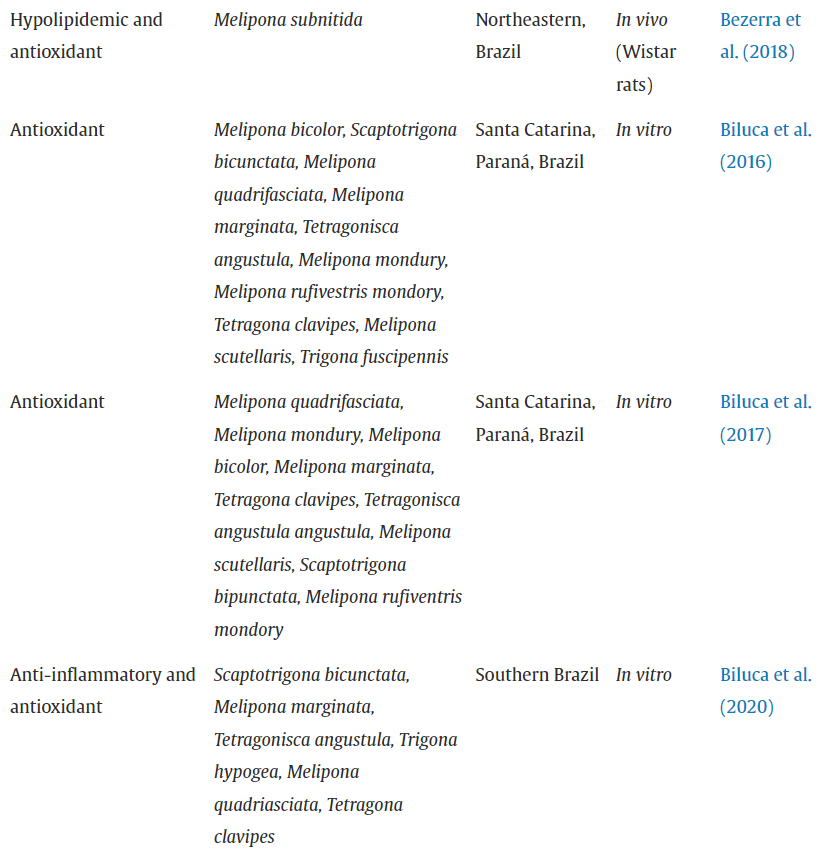 Hypolipidemic and Melipona subnitida Northeastern, In vivo Bezerra et
antioxidant Brazil (Wistar al. (2018)
rats)
Antioxidant Melipona bicolor, Scaptotrigona Santa Catarina, In vitro Biluca et al.
bicunctata, Melipona Paraná, Brazil (2016)
quadrifasciata, Melipona
marginata, Tetragonisca
angustula, Melipona mondury,
Melipona rufivestris mondory,
Tetragona clavipes, Melipona
scutellaris, Trigona fuscipennis
Antioxidant Melipona quadrifasciata, Santa Catarina, In vitro Biluca et al.
Melipona mondury, Melipona Paraná, Brazil (2017)
bicolor, Melipona marginata,
Tetragona clavipes, Tetragonisca
angustula angustula, Melipona
scutellaris, Scaptotrigona
bipunctata, Melipona rufiventris
mondory
Anti-inflammatory and Scaptotrigona bicunctata, Southern Brazil In vitro Biluca et al.
antioxidant Melipona marginata, (2020)
Tetragonisca angustula, Trigona
hypogea, Melipona
quadriasciata, Tetragona
clavipes